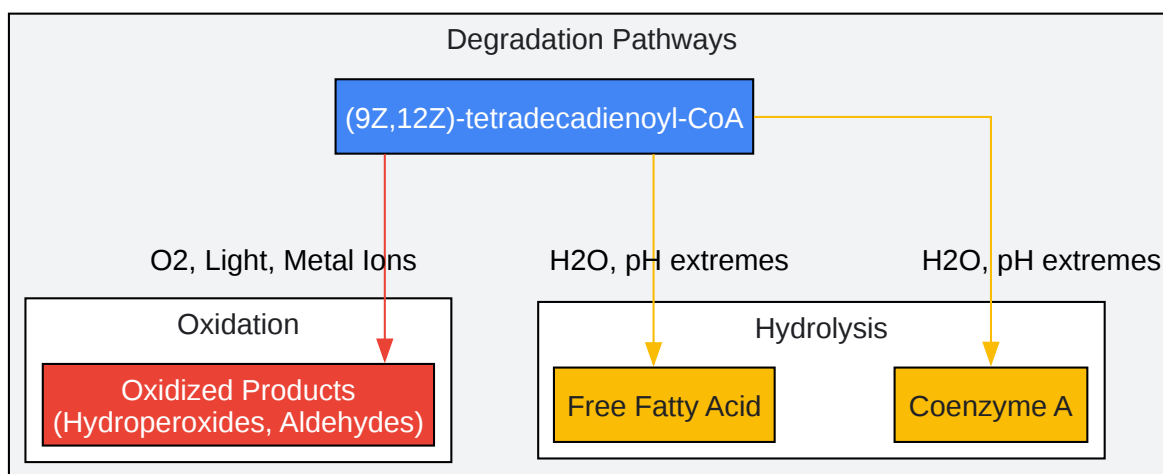 Degradation Pathways
(9Z,12Z)-tetradecadienoyl-CoA
O2, Light, Metal Ions
H2O, pH extremes
H2O, pH extremes
Oxidation
Hydrolysis
Oxidized Products
(Hydroperoxides, Aldehydes)
Free Fatty Acid
Coenzyme A